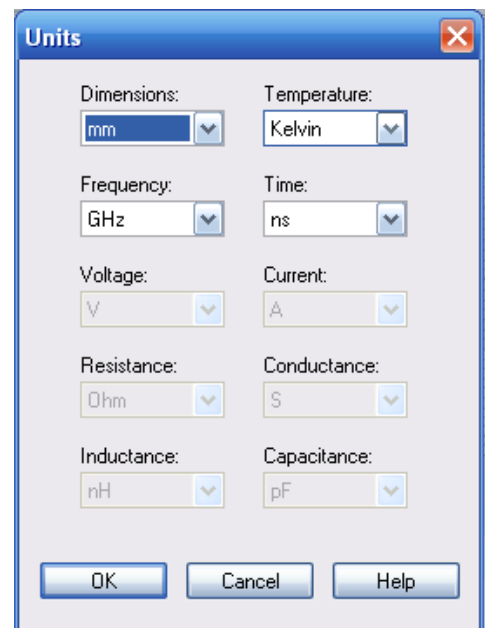 Units
Dimensions: Temperature:
mm Kelvin
Frequency: Time:
GHz ns
Voltage: Current:
V A
Resistance: Conductance:
Ohm S
Inductance: Capacitance:
nH pF
OK Cancel Help